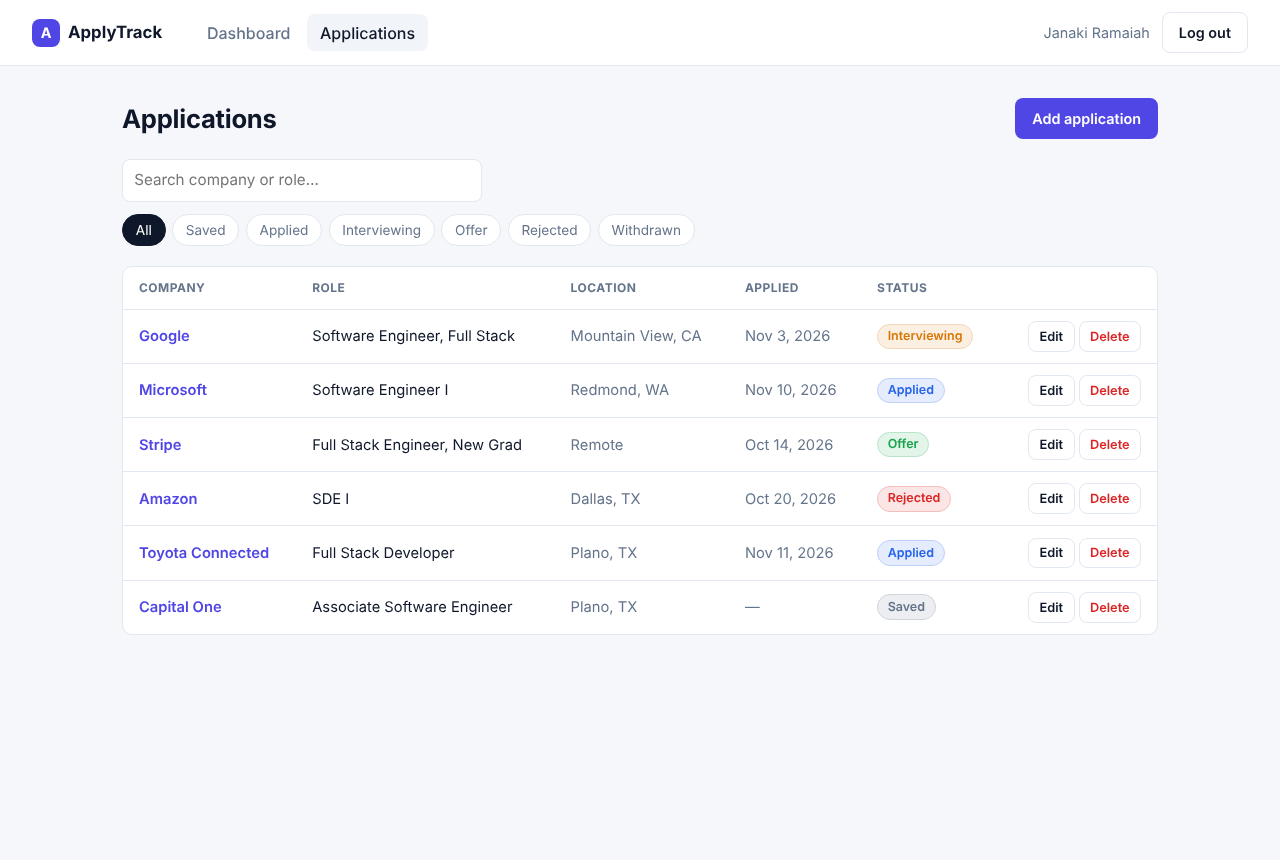 A ApplyTrack Dashboard Applications Janaki Ramaiah Log out
Applications Add application
Search company or role...
All Saved Applied Interviewing Offer Rejected Withdrawn
COMPANY ROLE LOCATION APPLIED STATUS
Google Software Engineer, Full Stack Mountain View, CA Nov 3, 2026 Interviewing Edit Delete
Microsoft Software Engineer I Redmond, WA Nov 10, 2026 Applied Edit Delete
Stripe Full Stack Engineer, New Grad Remote Oct 14, 2026 Offer Edit Delete
Amazon SDE I Dallas, TX Oct 20, 2026 Rejected Edit Delete
Toyota Connected Full Stack Developer Plano, TX Nov 11, 2026 Applied Edit Delete
Capital One Associate Software Engineer Plano, TX — Saved Edit Delete